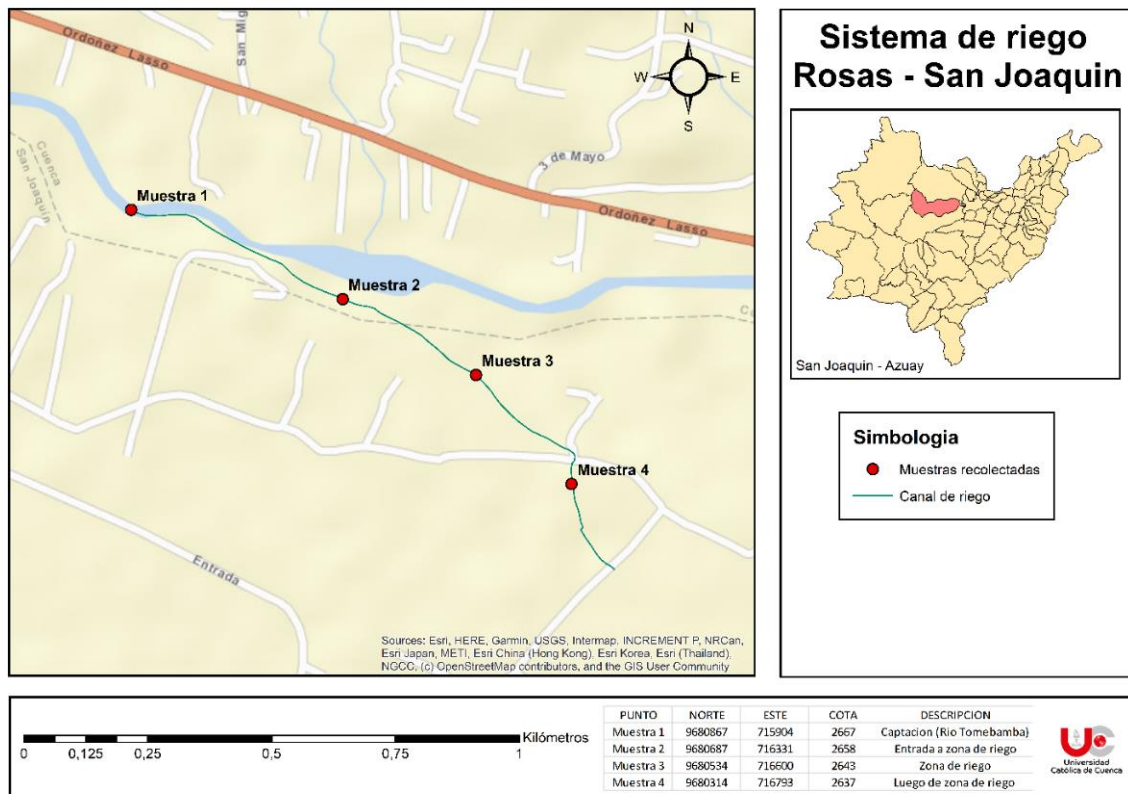 Ordoñez Lasso
San Mig
N
W
E
S
3 de Mayo
Ordoñez Lasso
Cuenca
San Joaquin
Muestra 1
Muestra 2
Muestra 3
Muestra 4
Entrada
Sources: Esri, HERE, Garmin, USGS, Intermap, INCREMENT P, NRCan,
Esri Japan, METI, Esri China (Hong Kong), Esri Korea, Esri (Thailand),
NGCC, (c) OpenStreetMap contributors, and the GIS User Community
Sistema de riego
Rosas - San Joaquin
San Joaquin - Azuay
Simbologia
Muestras recolectadas
Canal de riego
Kilómetros
0 0,125 0,25 0,5 0,75 1
PUNTO NORTE ESTE COTA DESCRIPCION
Muestra 1 9680867 715904 2667 Captacion (Rio Tomebamba)
Muestra 2 9680687 716331 2658 Entrada a zona de riego
Muestra 3 9680534 716600 2643 Zona de riego
Muestra 4 9680314 716793 2637 Luego de zona de riego
UC
Universidad
Católica de Cuenca